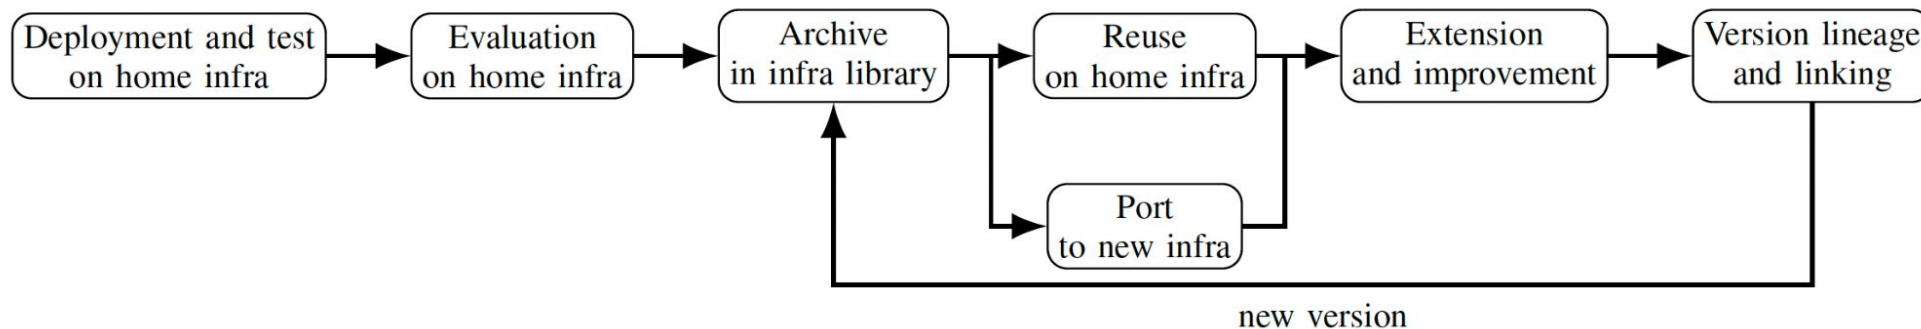 Deployment and test
on home infra
Evaluation
on home infra
Archive
in infra library
Reuse
on home infra
Extension
and improvement
Version lineage
and linking
Port
to new infra
new version